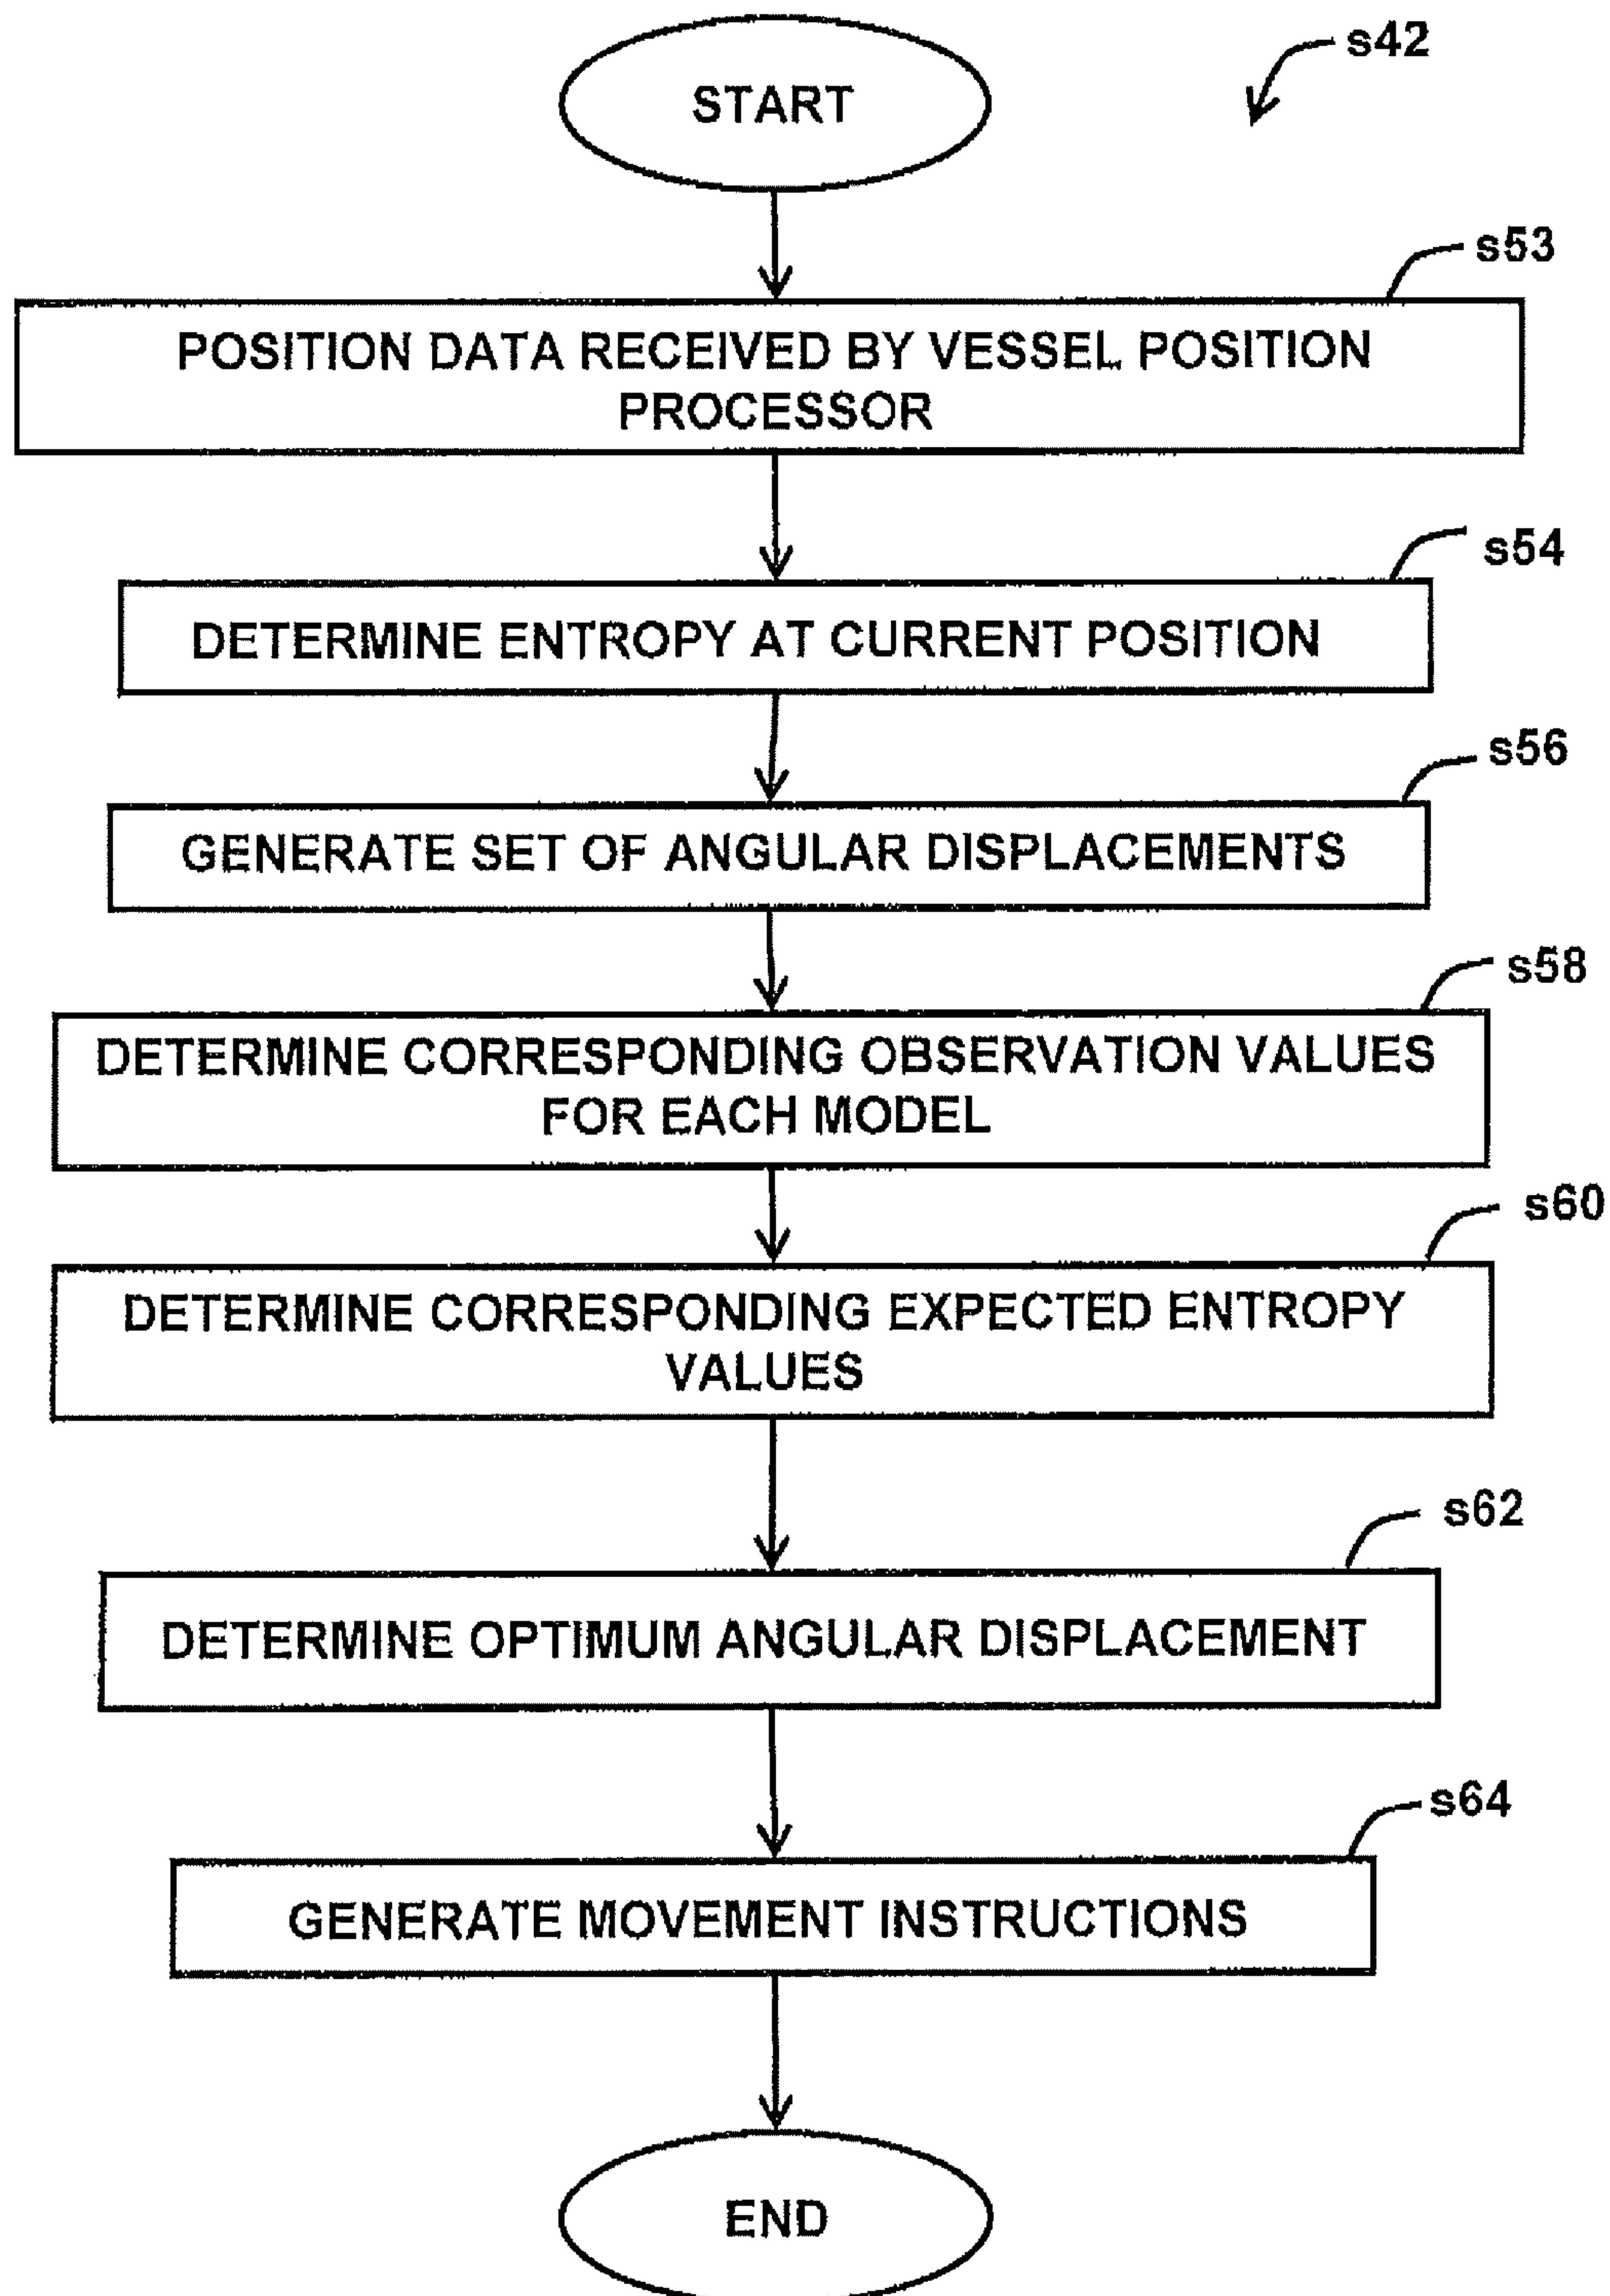 START
s42
s53
POSITION DATA RECEIVED BY VESSEL POSITION
PROCESSOR
s54
DETERMINE ENTROPY AT CURRENT POSITION
s56
GENERATE SET OF ANGULAR DISPLACEMENTS
s58
DETERMINE CORRESPONDING OBSERVATION VALUES
FOR EACH MODEL
s60
DETERMINE CORRESPONDING EXPECTED ENTROPY
VALUES
s62
DETERMINE OPTIMUM ANGULAR DISPLACEMENT
s64
GENERATE MOVEMENT INSTRUCTIONS
END